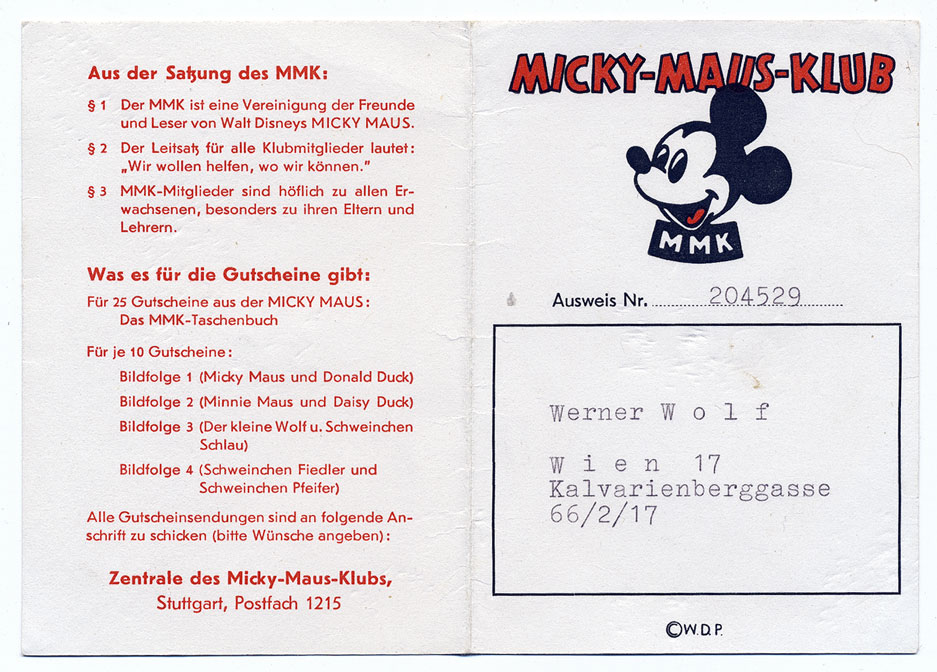 Aus der Satzung des MMK:
§ 1 Der MMK ist eine Vereinigung der Freunde
und Leser von Walt Disneys MICKY MAUS.
§ 2 Der Leitsatz für alle Klubmitglieder lautet:
„Wir wollen helfen, wo wir können.”
§ 3 MMK-Mitglieder sind höflich zu allen Er-
wachsenen, besonders zu ihren Eltern und
Lehrern.
Was es für die Gutscheine gibt:
Für 25 Gutscheine aus der MICKY MAUS:
Das MMK-Taschenbuch
Für je 10 Gutscheine:
Bildfolge 1 (Micky Maus und Donald Duck)
Bildfolge 2 (Minnie Maus und Daisy Duck)
Bildfolge 3 (Der kleine Wolf u. Schweinchen
Schlau)
Bildfolge 4 (Schweinchen Fiedler und
Schweinchen Pfeifer)
Alle Gutscheinsendungen sind an folgende An-
schrift zu schicken (bitte Wünsche angeben):
Zentrale des Micky-Maus-Klubs,
Stuttgart, Postfach 1215
MICKY-MAUS-KLUB
MMK
Ausweis Nr. 204529
Werner W o l f
W i e n 17
Kalvarienberggasse
66/2/17
©W.D.P.